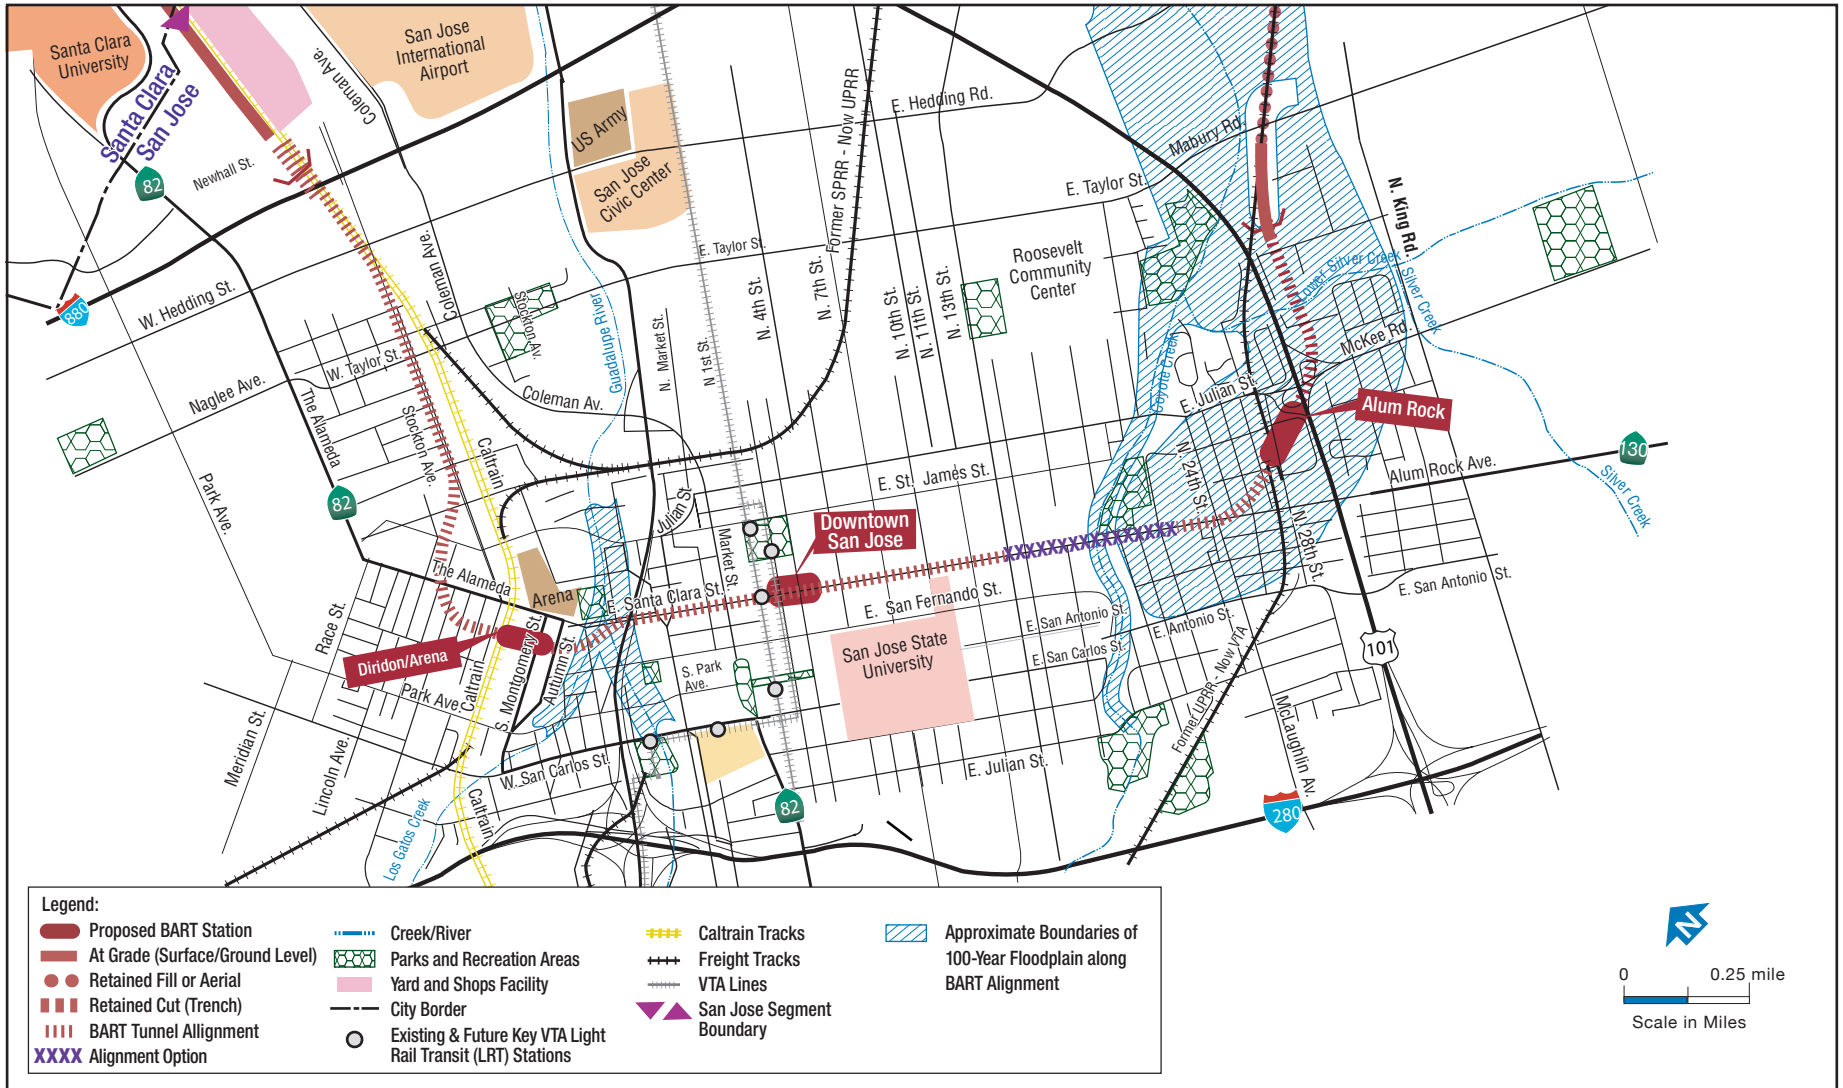 Santa Clara
University
Santa Clara
San Jose
82
Newhall St.
880
W. Hedding St.
Coleman Ave.
San Jose
International
Airport
US Army
San Jose
Civic Center
E. Hedding Rd.
Former SPRR - Now UPRR
Mabury Rd.
E. Taylor St.
E. Taylor St.
N. King Rd.
Roosevelt
Community
Center
Lower Silver Creek
Silver Creek
McKee Rd.
Coleman Ave.
Stockton Av.
Guadalupe River
N. Market St.
N. 1st St.
N. 4th St.
N. 7th St.
N. 10th St.
N. 11th St.
N. 13th St.
Coyote Creek
W. Taylor St.
Naglee Ave.
The Alameda
Stockton Ave.
Coleman Av.
Caltrain
E. Julian St.
Alum Rock
N. 24th St.
130
Alum Rock Ave.
Silver Creek
Park Ave.
82
E. St. James St.
Julian St.
Market St.
Downtown
San Jose
N. 28th St.
The Alameda
Arena
E. Santa Clara St.
E. San Fernando St.
E. San Antonio St.
E. San Antonio St.
E. Antonio St.
E. San Carlos St.
Race St.
Diridon/Arena
S. Montgomery St.
Autumn St.
S. Park
Ave.
San Jose State
University
101
Park Ave.
Caltrain
Former UPRR - Now VTA
McLaughlin Av.
Meridian St.
Lincoln Ave.
W. San Carlos St.
E. Julian St.
Caltrain
Los Gatos Creek
82
280
Legend:
Proposed BART Station
At Grade (Surface/Ground Level)
Retained Fill or Aerial
Retained Cut (Trench)
BART Tunnel Allignment
XXXX Alignment Option
Creek/River
Parks and Recreation Areas
Yard and Shops Facility
City Border
Existing & Future Key VTA Light
Rail Transit (LRT) Stations
Caltrain Tracks
Freight Tracks
VTA Lines
San Jose Segment
Boundary
Approximate Boundaries of
100-Year Floodplain along
BART Alignment
N
0 0.25 mile
Scale in Miles